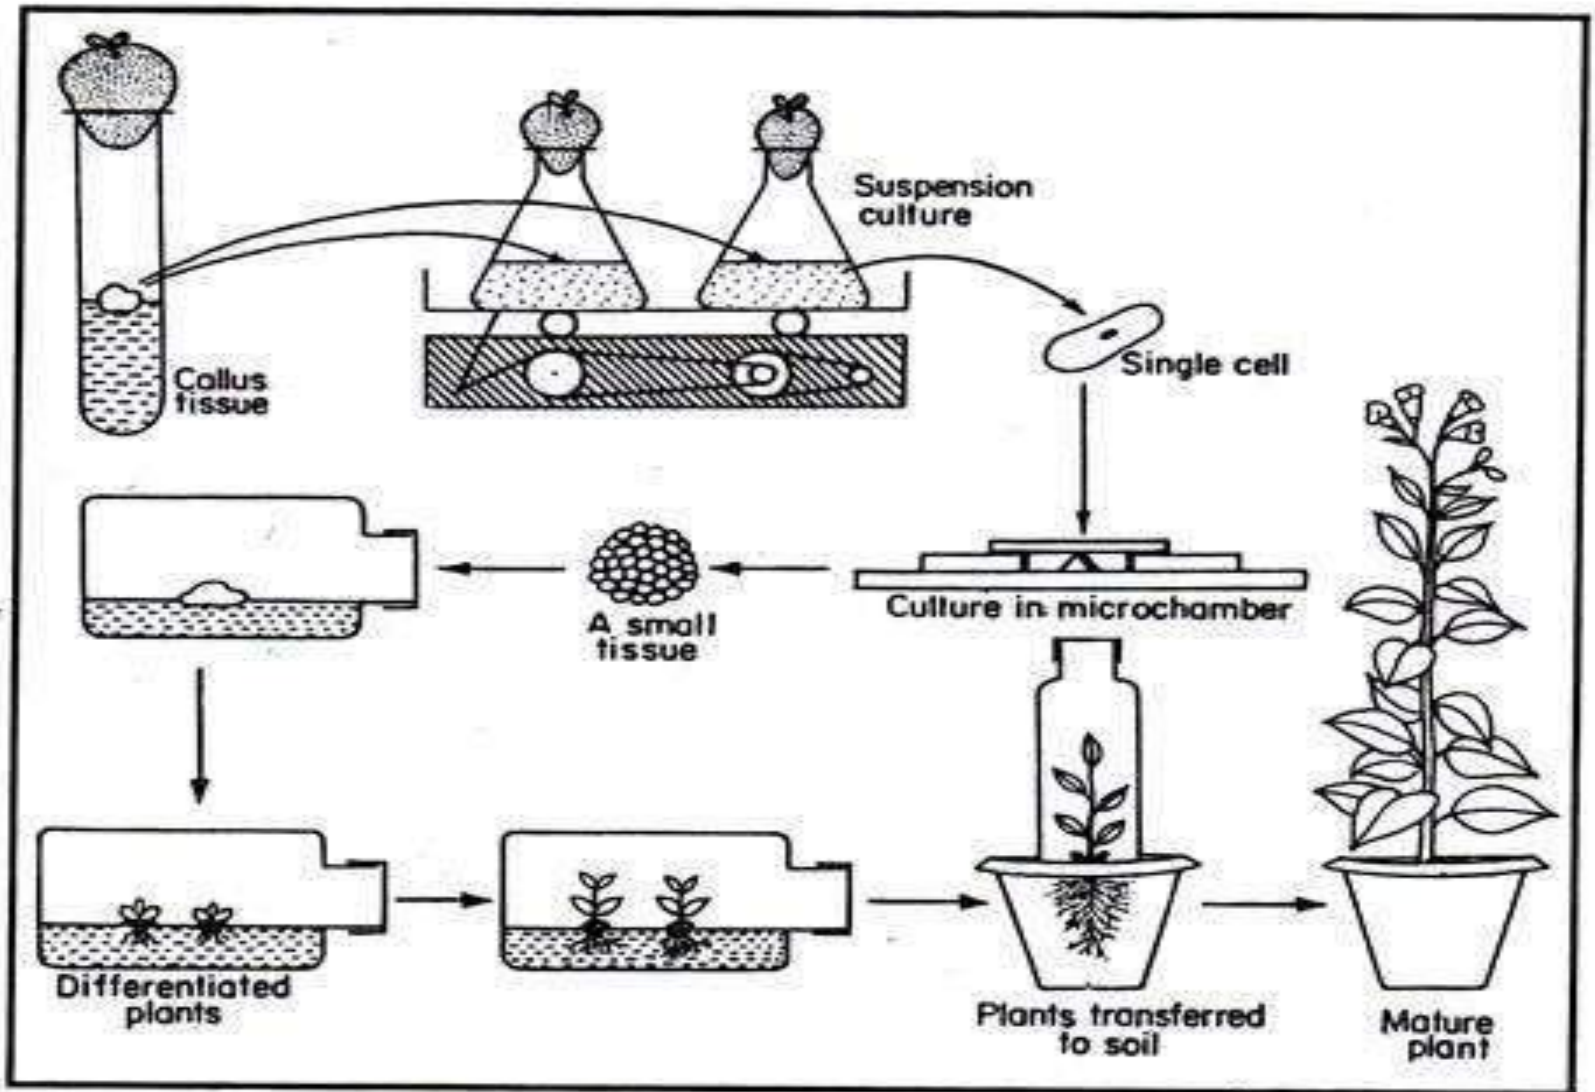 Suspension
culture
Callus
tissue
Single cell
A small
tissue
Culture in microchamber
Differentiated
plants
Plants transferred
to soil
Mature
plant